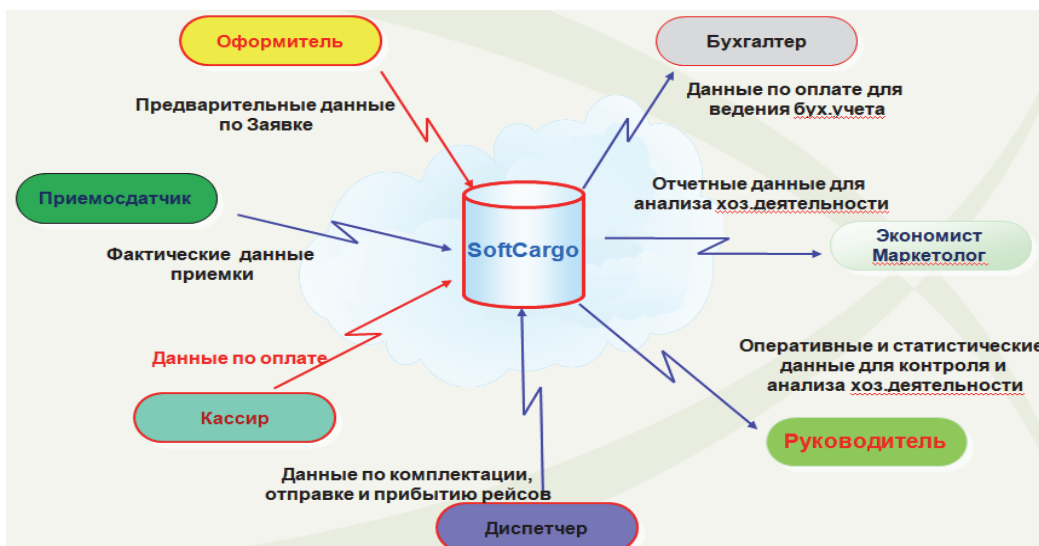 Оформитель
Бухгалтер
Предварительные данные
по Заявке
Данные по оплате для
ведения бух.учета
Приемосдатчик
Отчетные данные для
анализа хоз.деятельности
SoftCargo
Экономист
Маркетолог
Фактические данные
приемки
Данные по оплате
Оперативные и статистические
данные для контроля и
анализа хоз.деятельности
Кассир
Руководитель
Данные по комплектации,
отправке и прибытию рейсов
Диспетчер